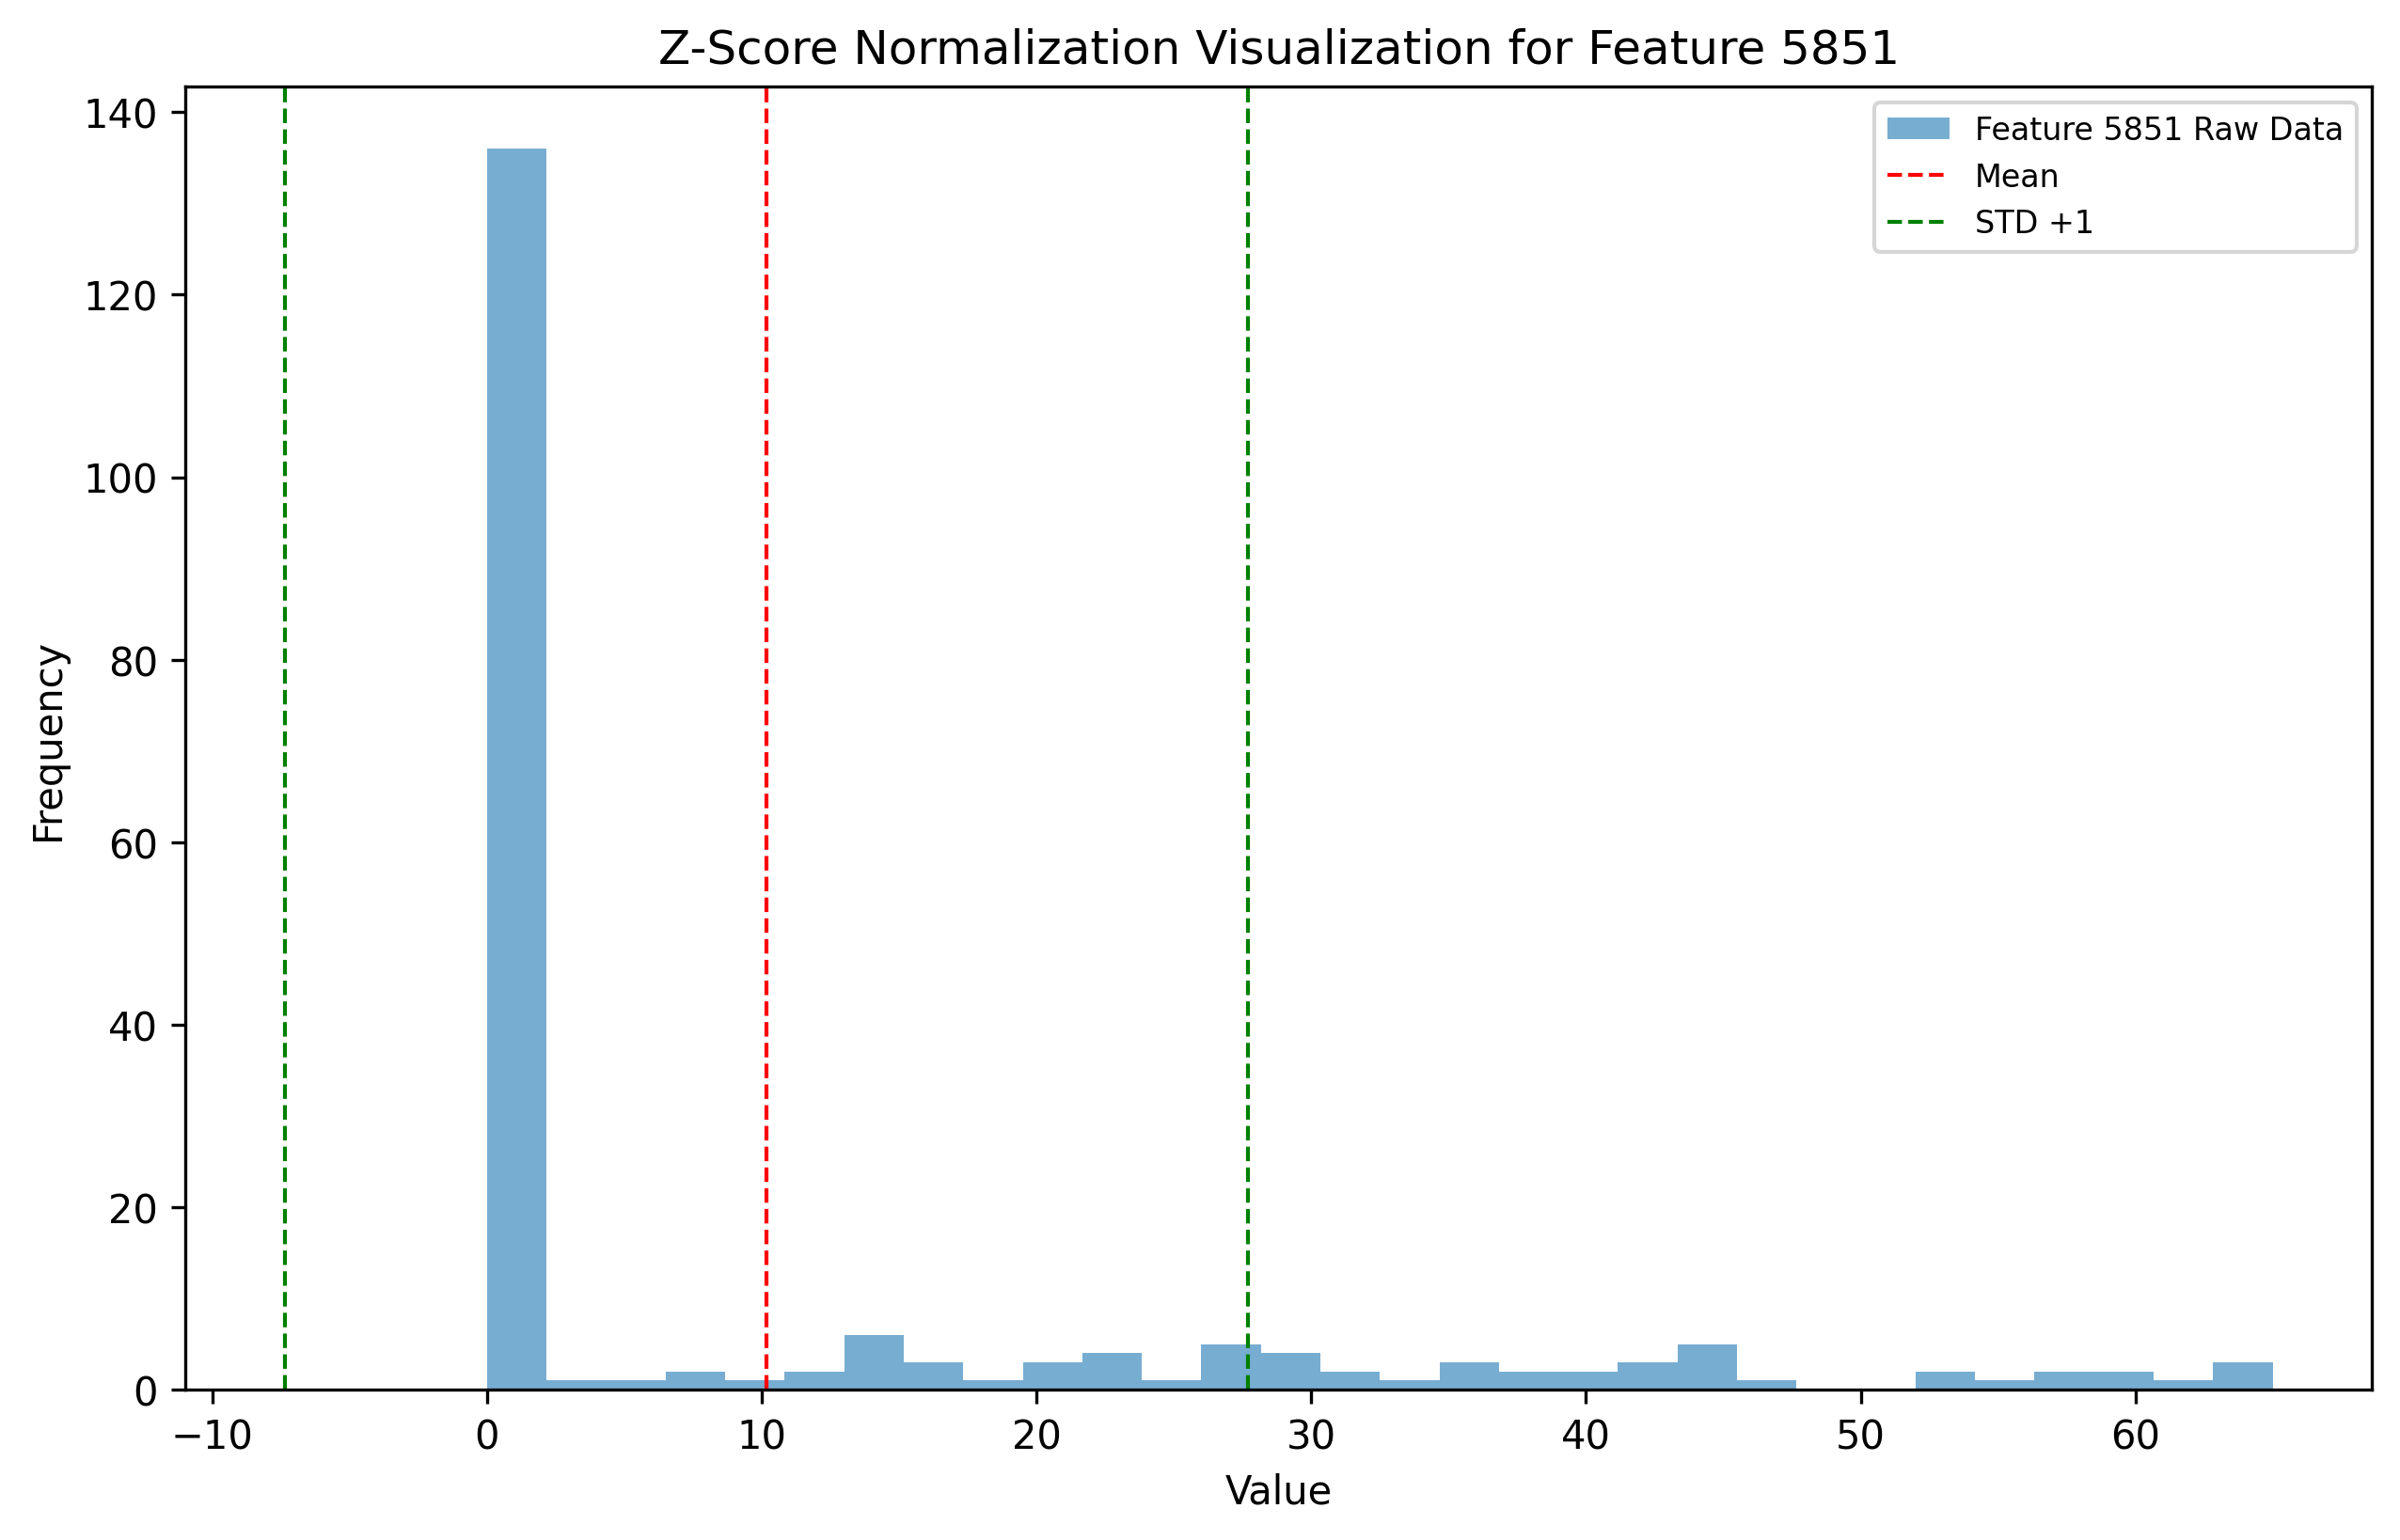 Z-Score Normalization Visualization for Feature 5851
Feature 5851 Raw Data
Mean
STD +1
140
120
100
80
60
40
20
0
Frequency
−10 0 10 20 30 40 50 60
Value